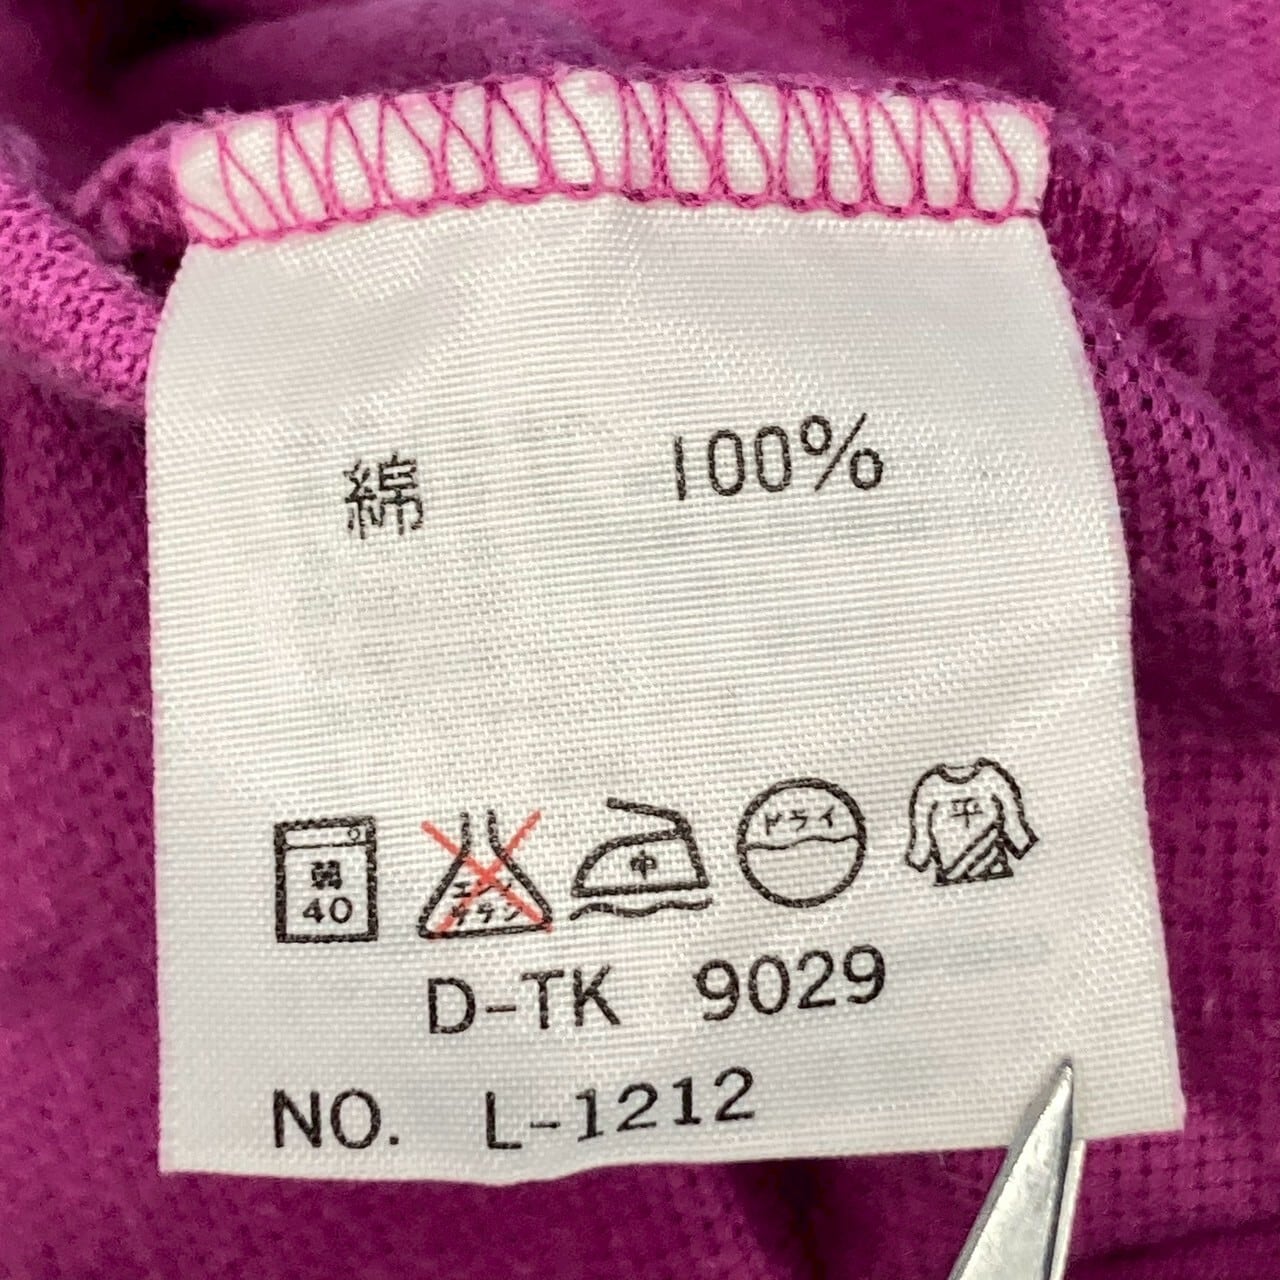 綿 100%
弱 エンソ 中 ドライ 平
40 サラシ
D-TK 9029
NO. L-1212